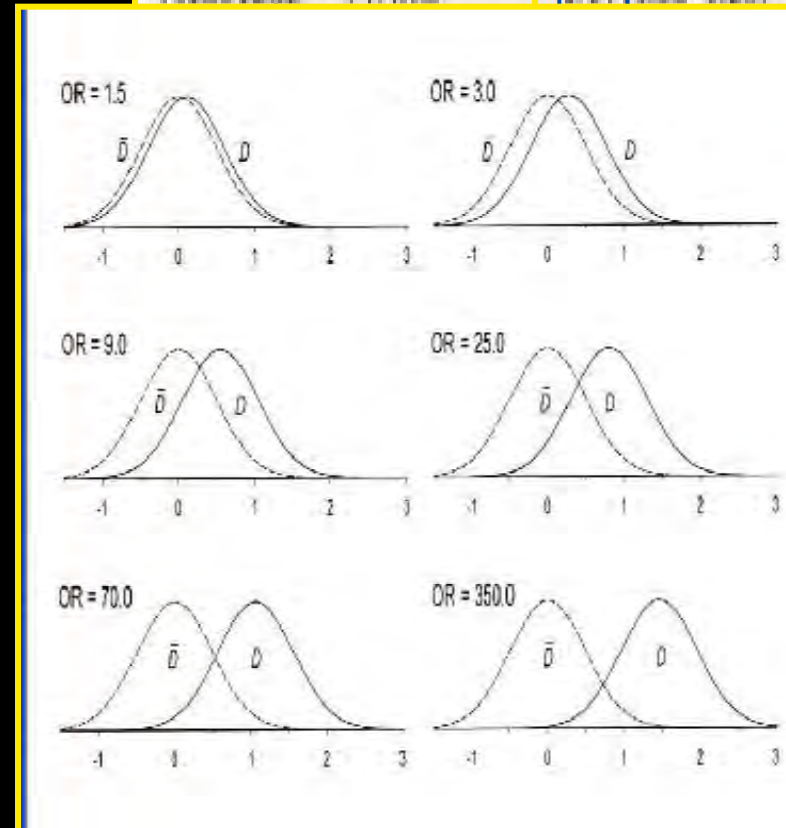 OR = 1.5 OR = 3.0
D̄ D D̄ D
-1 0 1 2 3 -1 0 1 2 3
OR = 9.0 OR = 25.0
D̄ D D̄ D
-1 0 1 2 3 -1 0 1 2 3
OR = 70.0 OR = 350.0
D̄ D D̄ D
-1 0 1 2 3 -1 0 1 2 3